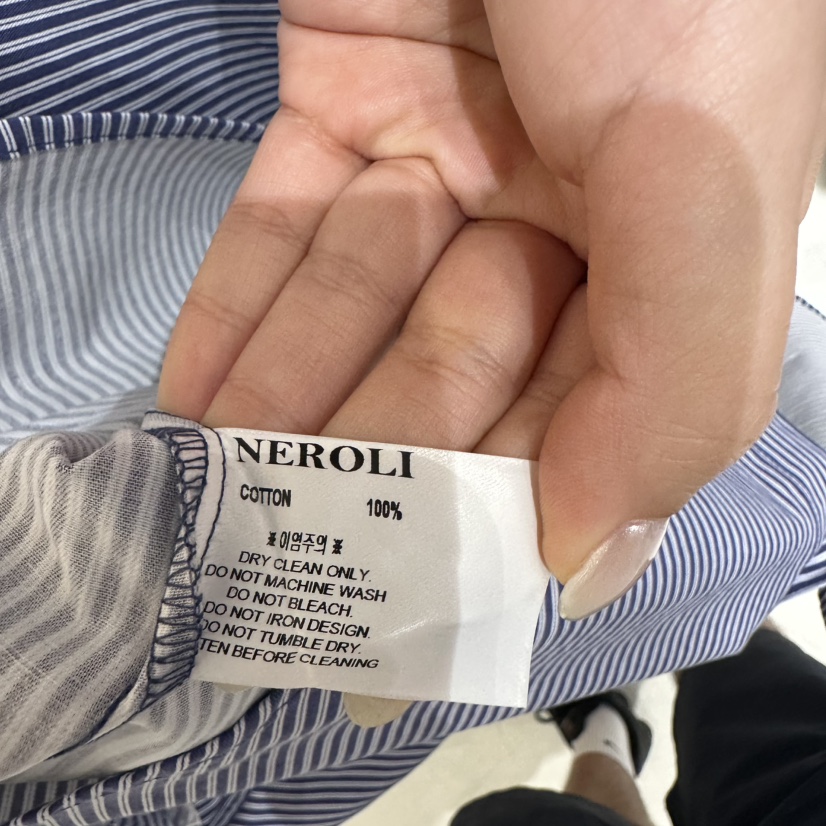 NEROLI
COTTON 100%
※이염주의※
DRY CLEAN ONLY.
DO NOT MACHINE WASH
DO NOT BLEACH.
DO NOT IRON DESIGN.
DO NOT TUMBLE DRY.
TEN BEFORE CLEANING